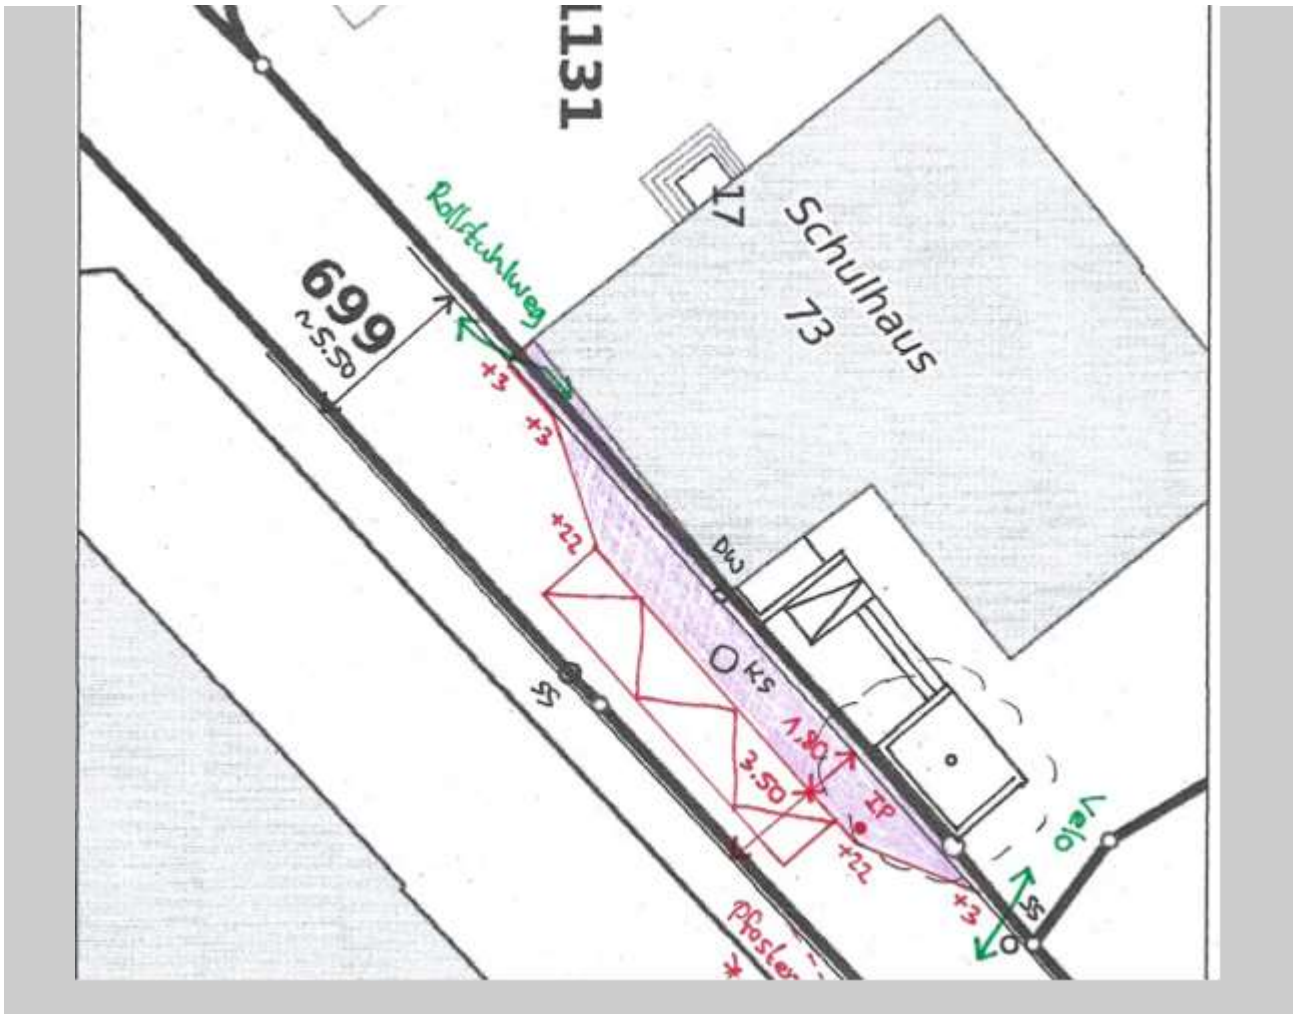 1131
17
Schulhaus
73
Rollstuhlweg
699
~5.50
+3
+3
+22
DW
KS
SS
1.80
3.50
IP
+22
+3
Velo
SS
Pfosten
*